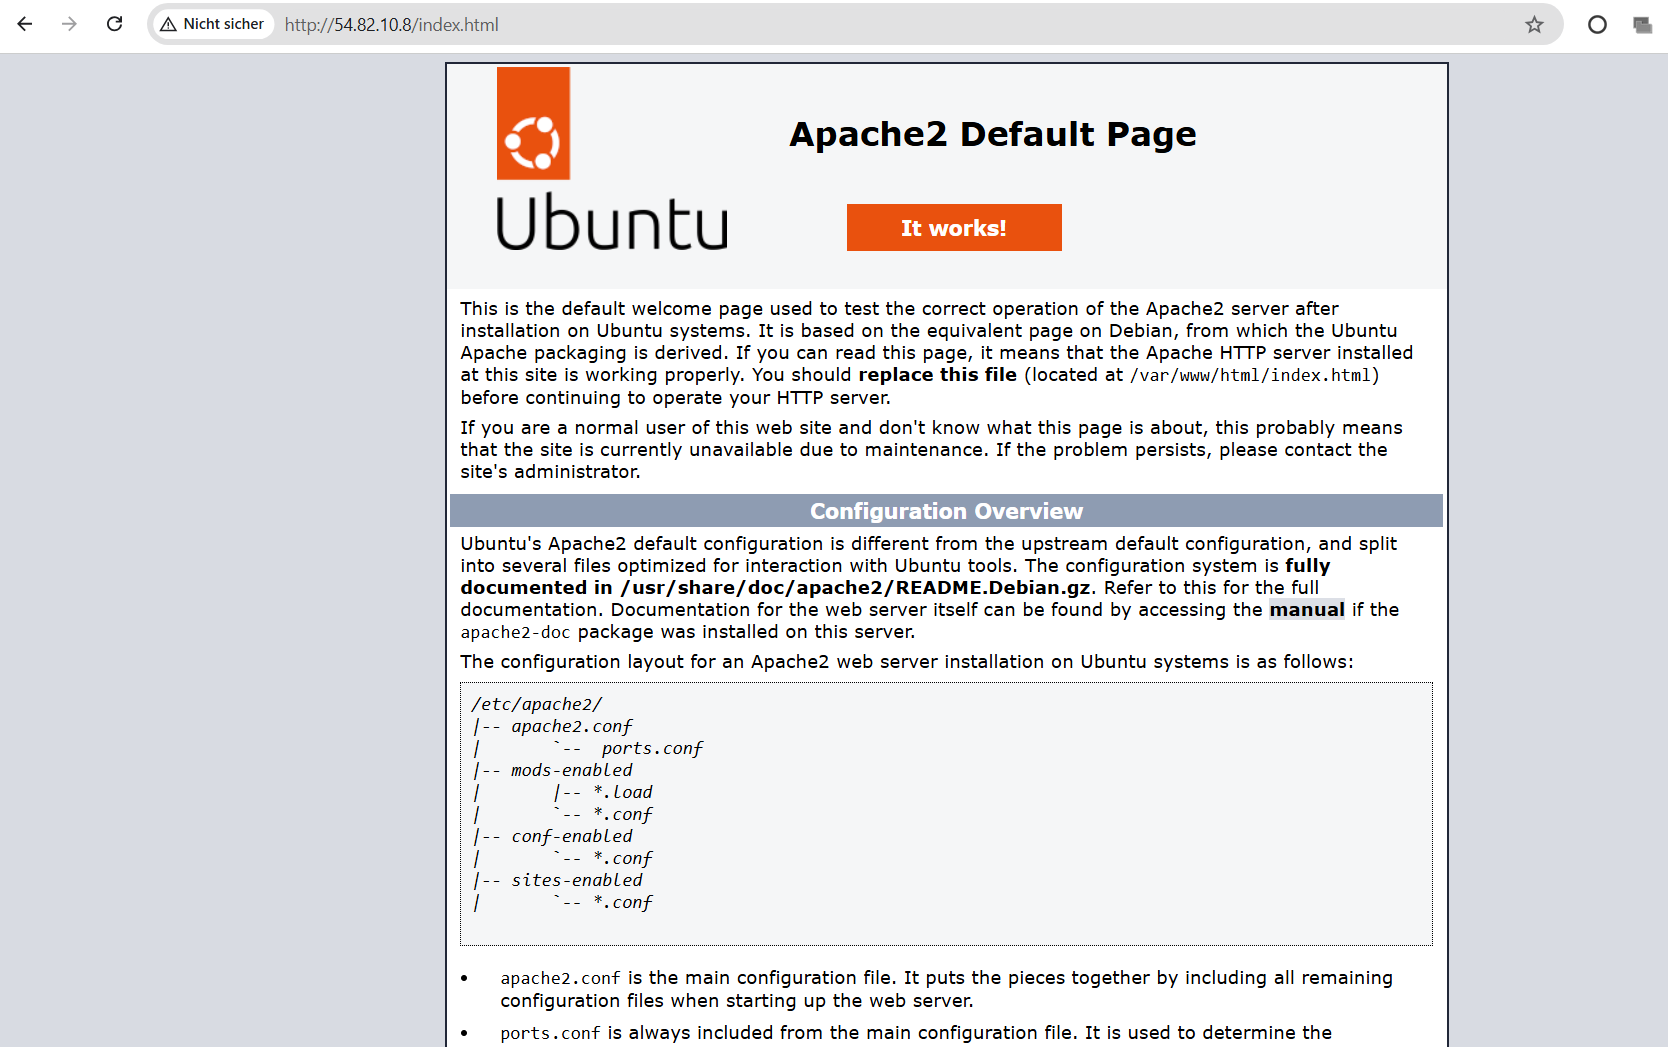 Nicht sicher http://54.82.10.8/index.html
Ubuntu
Apache2 Default Page
It works!
This is the default welcome page used to test the correct operation of the Apache2 server after
installation on Ubuntu systems. It is based on the equivalent page on Debian, from which the Ubuntu
Apache packaging is derived. If you can read this page, it means that the Apache HTTP server installed
at this site is working properly. You should replace this file (located at /var/www/html/index.html)
before continuing to operate your HTTP server.
If you are a normal user of this web site and don't know what this page is about, this probably means
that the site is currently unavailable due to maintenance. If the problem persists, please contact the
site's administrator.
Configuration Overview
Ubuntu's Apache2 default configuration is different from the upstream default configuration, and split
into several files optimized for interaction with Ubuntu tools. The configuration system is fully
documented in /usr/share/doc/apache2/README.Debian.gz. Refer to this for the full
documentation. Documentation for the web server itself can be found by accessing the manual if the
apache2-doc package was installed on this server.
The configuration layout for an Apache2 web server installation on Ubuntu systems is as follows:
/etc/apache2/
|-- apache2.conf
|       `--  ports.conf
|-- mods-enabled
|       |-- *.load
|       `-- *.conf
|-- conf-enabled
|       `-- *.conf
|-- sites-enabled
|       `-- *.conf
• apache2.conf is the main configuration file. It puts the pieces together by including all remaining
configuration files when starting up the web server.
• ports.conf is always included from the main configuration file. It is used to determine the